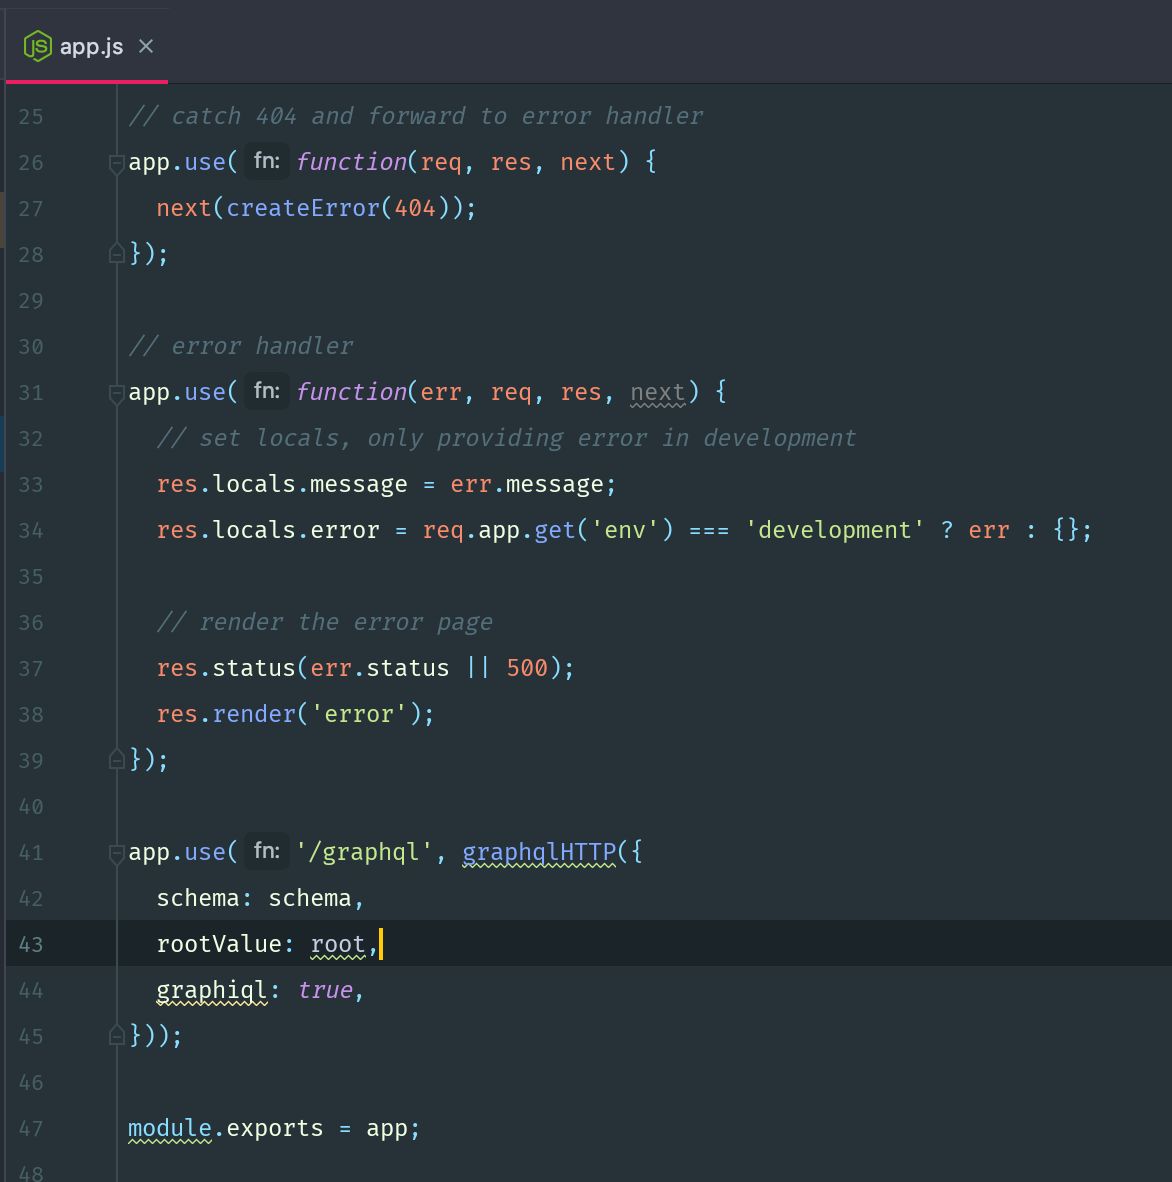 JS app.js ×
25 // catch 404 and forward to error handler
26 app.use( fn: function(req, res, next) {
27   next(createError(404));
28 });
29
30 // error handler
31 app.use( fn: function(err, req, res, next) {
32   // set locals, only providing error in development
33   res.locals.message = err.message;
34   res.locals.error = req.app.get('env') === 'development' ? err : {};
35
36   // render the error page
37   res.status(err.status || 500);
38   res.render('error');
39 });
40
41 app.use( fn: '/graphql', graphqlHTTP({
42   schema: schema,
43   rootValue: root,
44   graphiql: true,
45 }));
46
47 module.exports = app;
48